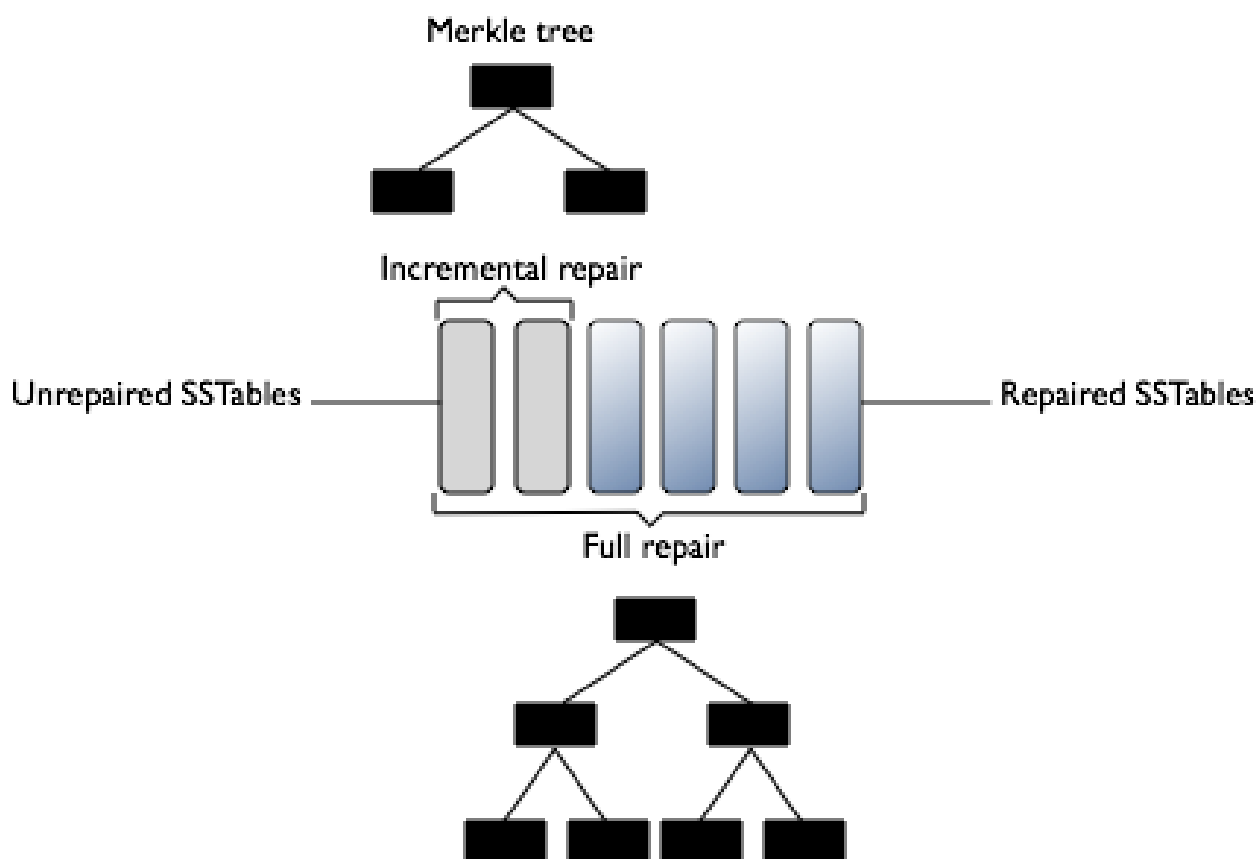 Merkle tree
Incremental repair
Unrepaired SSTables
Repaired SSTables
Full repair